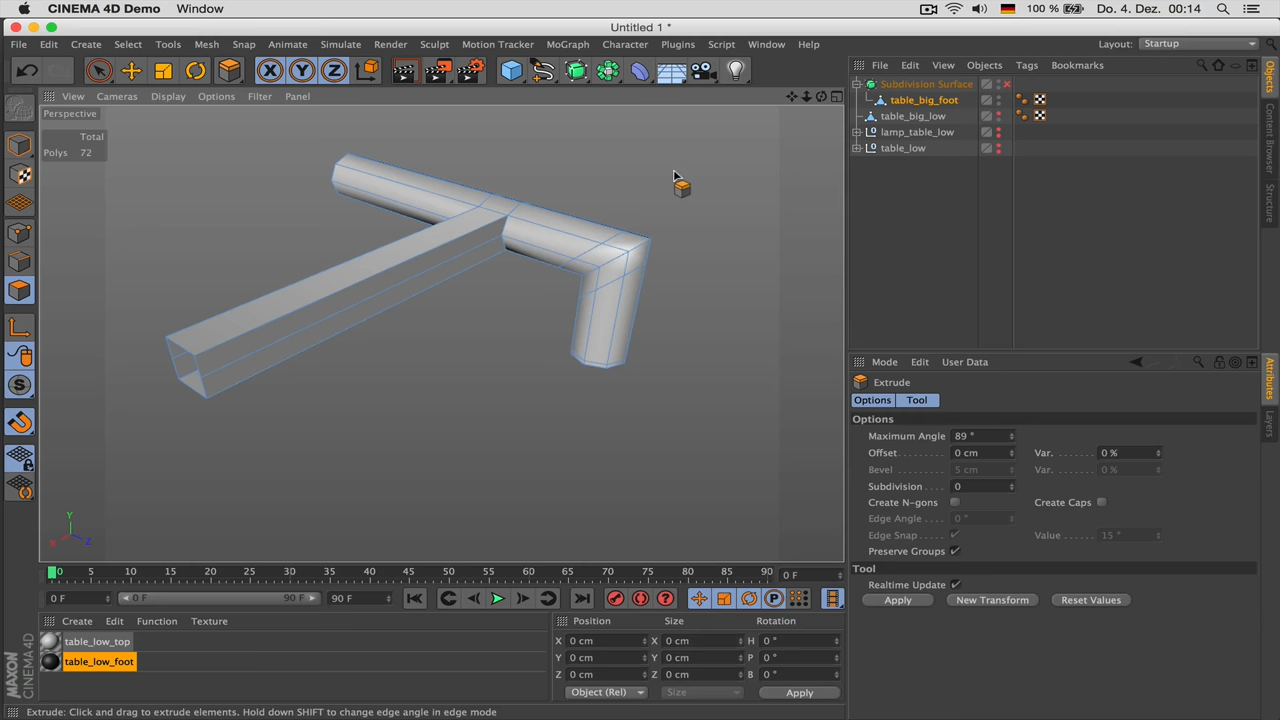 CINEMA 4D Demo Window 100 % Do. 4. Dez. 00:14
Untitled 1 *
File Edit Create Select Tools Mesh Snap Animate Simulate Render Sculpt Motion Tracker MoGraph Character Plugins Script Window Help Layout: Startup
X Y Z
File Edit View Objects Tags Bookmarks
View Cameras Display Options Filter Panel
Perspective
Total
Polys 72
Subdivision Surface
table_big_foot
table_big_low
lamp_table_low
table_low
Objects
Content Browser
Structure
Mode Edit User Data
Extrude
Options Tool
Options
Maximum Angle 89 °
Offset 0 cm Var. 0 %
Bevel 5 cm Var. 0 %
Subdivision 0
Create N-gons Create Caps
Edge Angle 0 °
Edge Snap Value 15 °
Preserve Groups
Tool
Realtime Update
Apply New Transform Reset Values
Attributes
Layers
Y
X Z
0 5 10 15 20 25 30 35 40 45 50 55 60 65 70 75 80 85 90 0 F
0 F 0 F 90 F 90 F
Create Edit Function Texture
table_low_top
table_low_foot
Position Size Rotation
X 0 cm X 0 cm H 0 °
Y 0 cm Y 0 cm P 0 °
Z 0 cm Z 0 cm B 0 °
Object (Rel) Size Apply
MAXON
CINEMA 4D
Extrude: Click and drag to extrude elements. Hold down SHIFT to change edge angle in edge mode